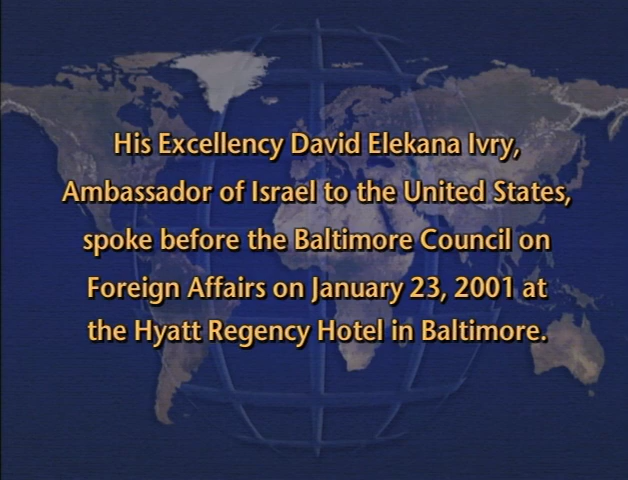 His Excellency David Elekana Ivry,
Ambassador of Israel to the United States,
spoke before the Baltimore Council on
Foreign Affairs on January 23, 2001 at
the Hyatt Regency Hotel in Baltimore.